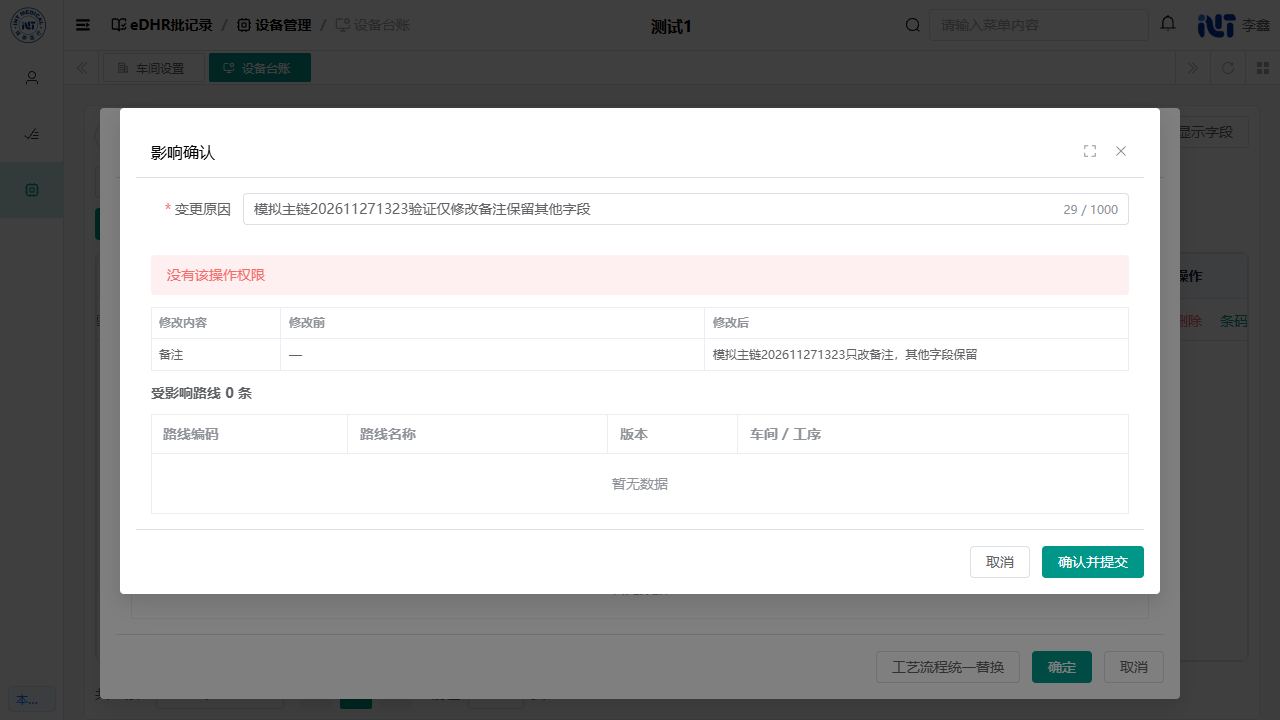 eDHR批记录 / 设备管理 / 设备台账
测试1
请输入菜单内容
李鑫
车间设置
设备台账
显示字段
影响确认
* 变更原因
模拟主链202611271323验证仅修改备注保留其他字段
29 / 1000
没有该操作权限
操作
修改内容 修改前 修改后
删除 条码
备注 — 模拟主链202611271323只改备注，其他字段保留
受影响路线 0 条
路线编码 路线名称 版本 车间 / 工序
暂无数据
取消 确认并提交
工艺流程统一替换 确定 取消
本...